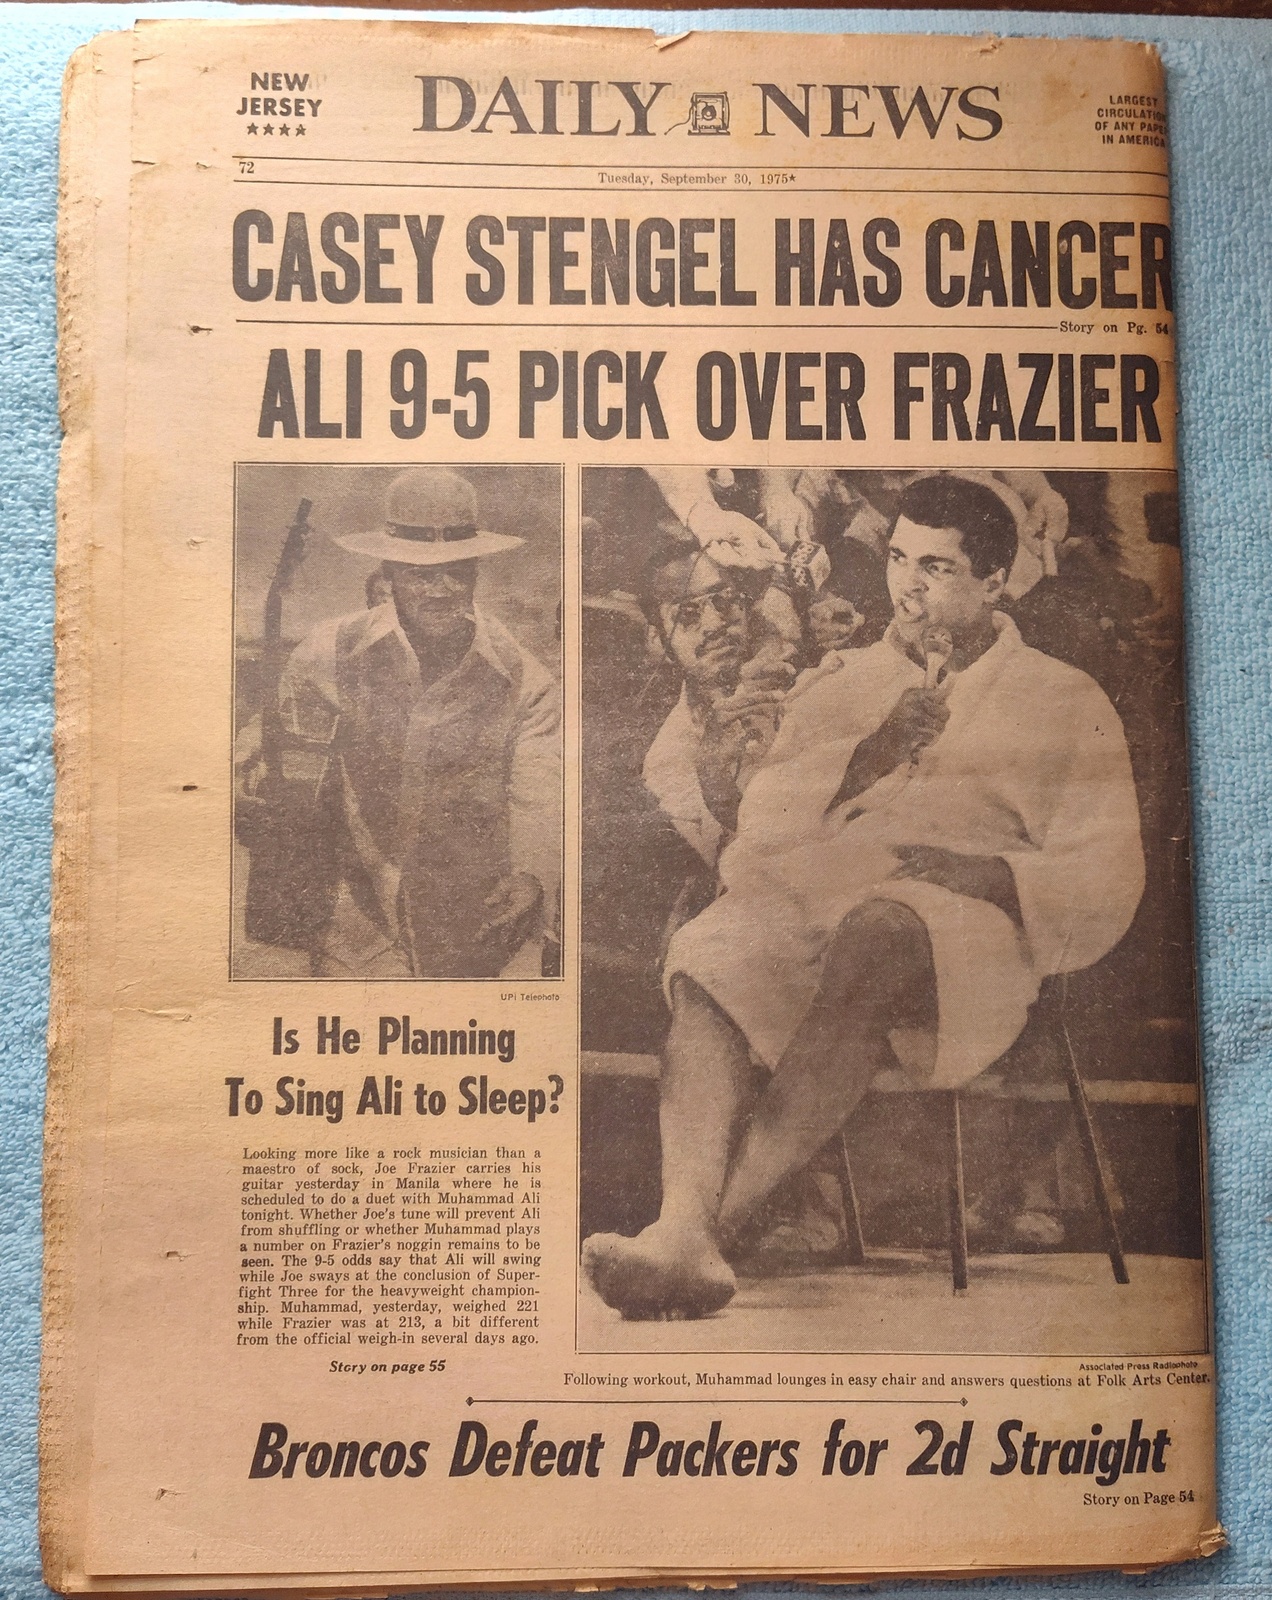 NEW
JERSEY
★★★★
DAILY NEWS
LARGEST
CIRCULATION
OF ANY PAPER
IN AMERICA
72
Tuesday, September 30, 1975★
CASEY STENGEL HAS CANCER
Story on Pg. 54
ALI 9-5 PICK OVER FRAZIER
UPI Telephoto
Is He Planning
To Sing Ali to Sleep?
Looking more like a rock musician than a
maestro of sock, Joe Frazier carries his
guitar yesterday in Manila where he is
scheduled to do a duet with Muhammad Ali
tonight. Whether Joe's tune will prevent Ali
from shuffling or whether Muhammad plays
a number on Frazier's noggin remains to be
seen. The 9-5 odds say that Ali will swing
while Joe sways at the conclusion of Super-
fight Three for the heavyweight champion-
ship. Muhammad, yesterday, weighed 221
while Frazier was at 213, a bit different
from the official weigh-in several days ago.
Story on page 55
Associated Press Radiophoto
Following workout, Muhammad lounges in easy chair and answers questions at Folk Arts Center.
Broncos Defeat Packers for 2d Straight
Story on Page 54